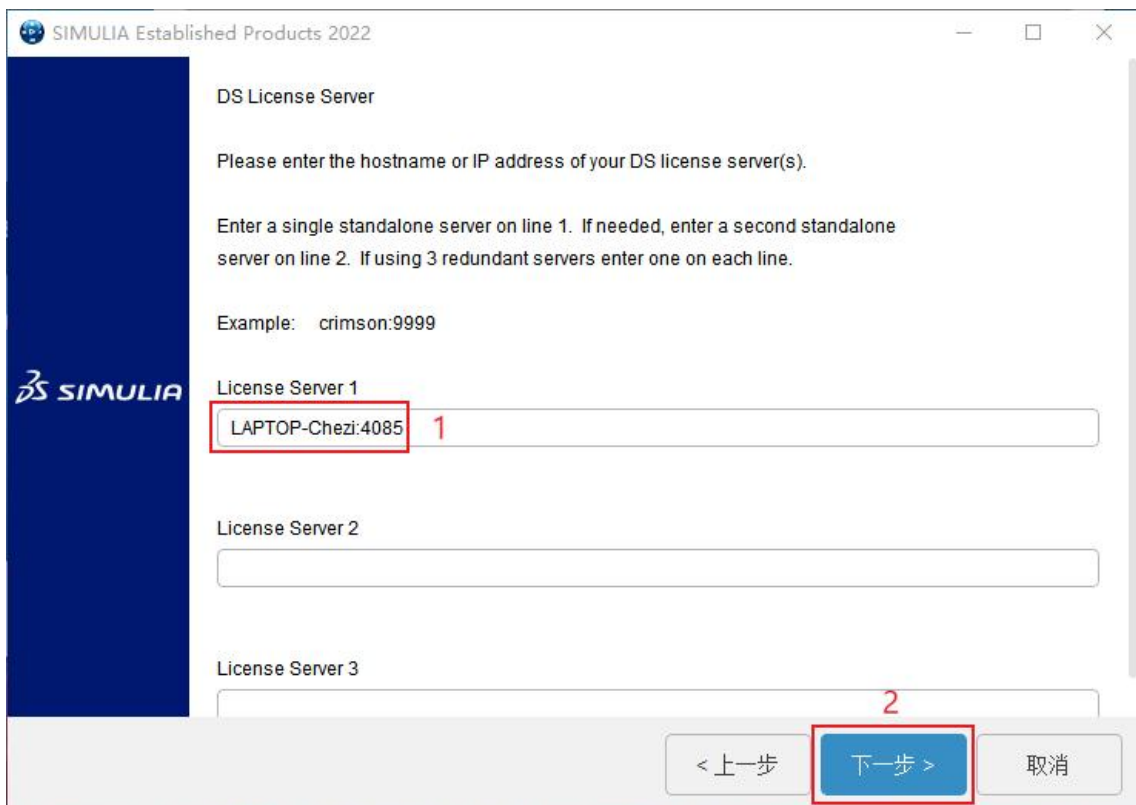 SIMULIA Established Products 2022
DS License Server
Please enter the hostname or IP address of your DS license server(s).
Enter a single standalone server on line 1. If needed, enter a second standalone
server on line 2. If using 3 redundant servers enter one on each line.
Example: crimson:9999
SIMULIA
License Server 1
LAPTOP-Chezi:4085 1
License Server 2
License Server 3
2
< 上一步 下一步 > 取消